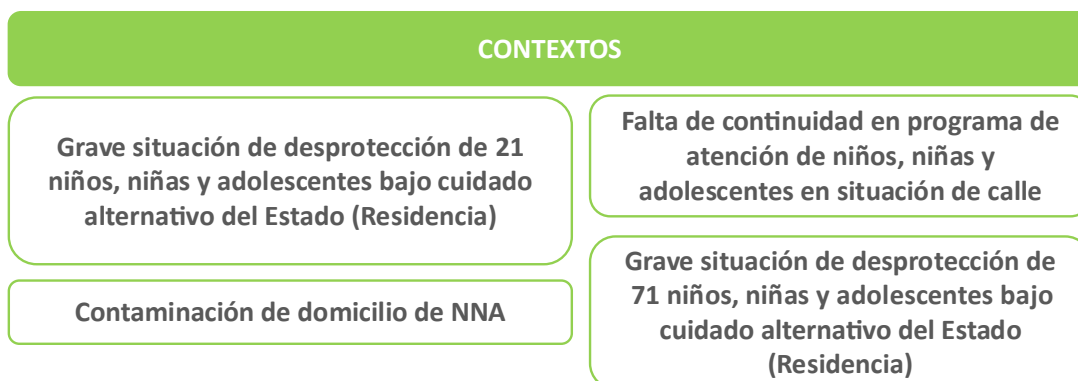 CONTEXTOS
Grave situación de desprotección de 21
niños, niñas y adolescentes bajo cuidado
alternativo del Estado (Residencia)
Contaminación de domicilio de NNA
Falta de continuidad en programa de
atención de niños, niñas y
adolescentes en situación de calle
Grave situación de desprotección de
71 niños, niñas y adolescentes bajo
cuidado alternativo del Estado
(Residencia)